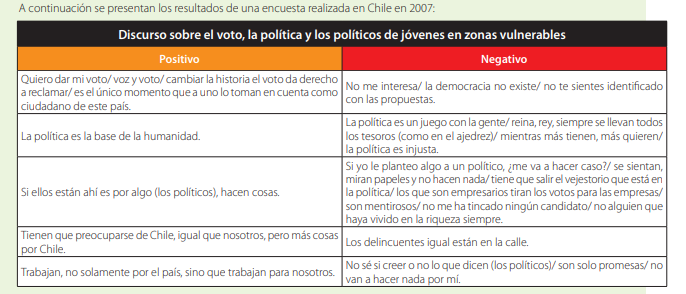 A continuación se presentan los resultados de una encuesta realizada en Chile en 2007:
Discurso sobre el voto, la política y los políticos de jóvenes en zonas vulnerables
Positivo
Negativo
Quiero dar mi voto/ voz y voto/ cambiar la historia el voto da derecho
a reclamar/ es el único momento que a uno lo toman en cuenta como
ciudadano de este país.
No me interesa/ la democracia no existe/ no te sientes identificado
con las propuestas.
La política es la base de la humanidad.
La política es un juego con la gente/ reina, rey, siempre se llevan todos
los tesoros (como en el ajedrez)/ mientras más tienen, más quieren/
la política es injusta.
Si ellos están ahí es por algo (los políticos), hacen cosas.
Si yo le planteo algo a un político, ¿me va a hacer caso?/ se sientan,
miran papeles y no hacen nada/ tiene que salir el vejestorio que está en
la política/ los que son empresarios tiran los votos para las empresas/
son mentirosos/ no me ha tincado ningún candidato/ no alguien que
haya vivido en la riqueza siempre.
Tienen que preocuparse de Chile, igual que nosotros, pero más cosas
por Chile.
Los delincuentes igual están en la calle.
Trabajan, no solamente por el país, sino que trabajan para nosotros.
No sé si creer o no lo que dicen (los políticos)/ son solo promesas/ no
van a hacer nada por mí.